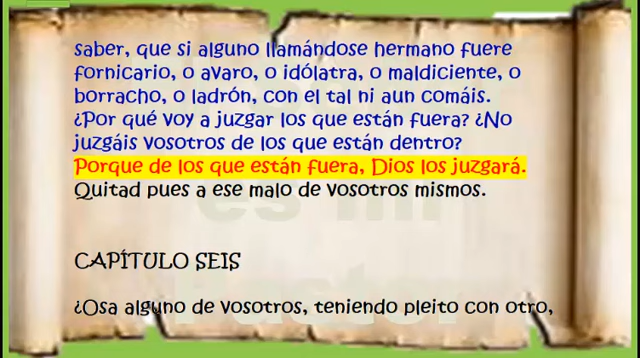 saber, que si alguno llamándose hermano fuere
fornicario, o avaro, o idólatra, o maldiciente, o
borracho, o ladrón, con el tal ni aun comáis.
¿Por qué voy a juzgar los que están fuera? ¿No
juzgáis vosotros de los que están dentro?
Porque de los que están fuera, Dios los juzgará.
Quitad pues a ese malo de vosotros mismos.
es mi
CAPÍTULO SEIS
¿Osa alguno de vosotros, teniendo pleito con otro,